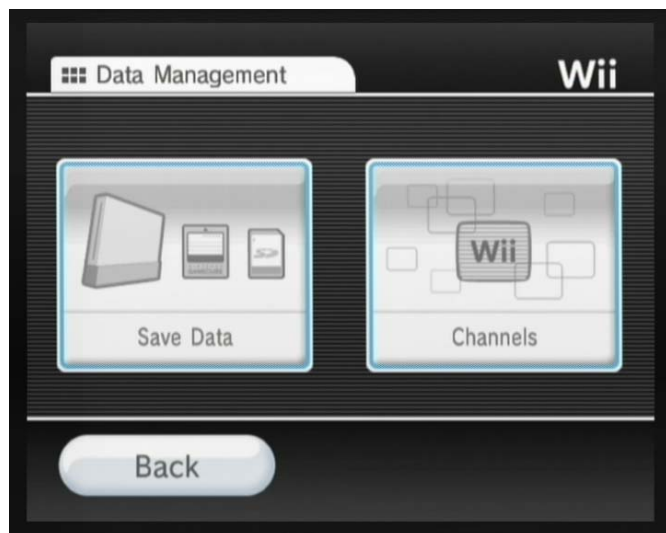 Data Management
Wii
Wii
Save Data
Channels
Back